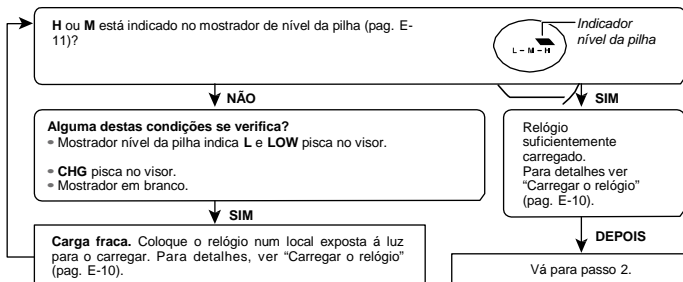 H ou M está indicado no mostrador de nível da pilha (pag. E-
11)?
Indicador
nível da pilha
L – M – H
NÃO
SIM
Alguma destas condições se verifica?
• Mostrador nível da pilha indica L e LOW pisca no visor.
• CHG pisca no visor.
• Mostrador em branco.
Relógio
suficientemente
carregado.
Para detalhes ver
“Carregar o relógio”
(pag. E-10).
SIM
DEPOIS
Carga fraca. Coloque o relógio num local exposta á luz
para o carregar. Para detalhes, ver “Carregar o relógio”
(pag. E-10).
Vá para passo 2.